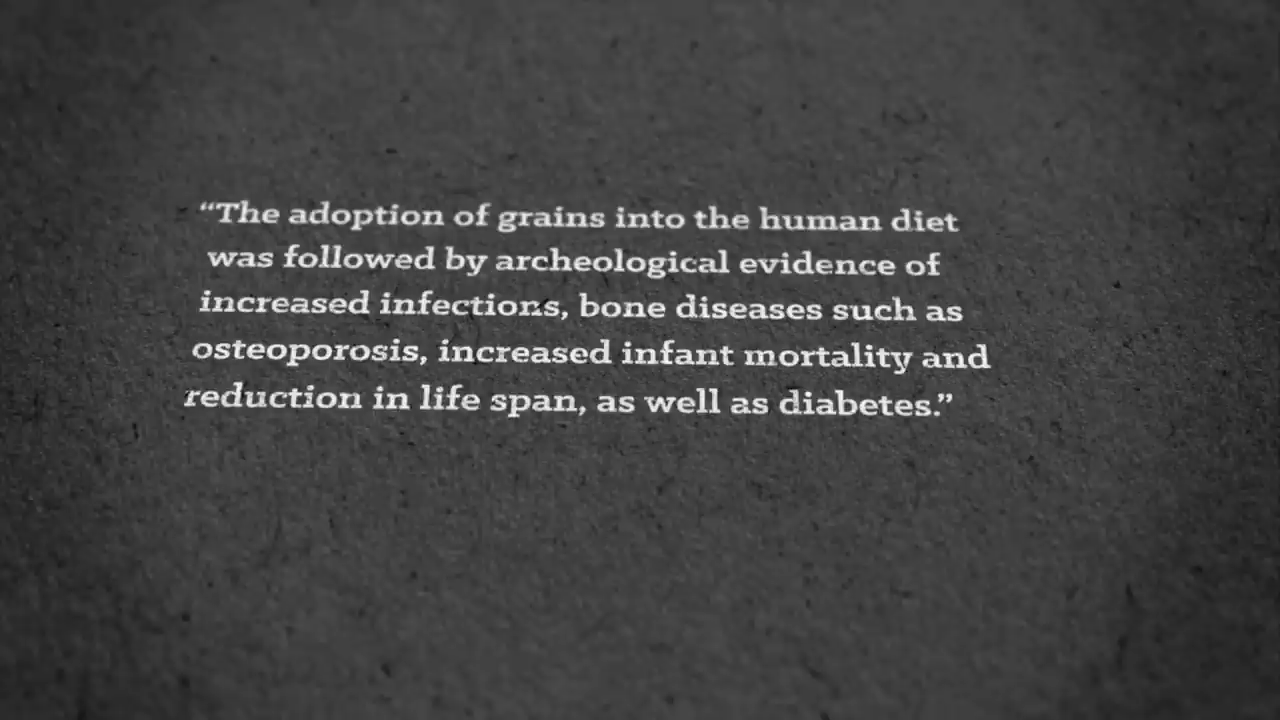 “The adoption of grains into the human diet
was followed by archeological evidence of
increased infections, bone diseases such as
osteoporosis, increased infant mortality and
reduction in life span, as well as diabetes.”